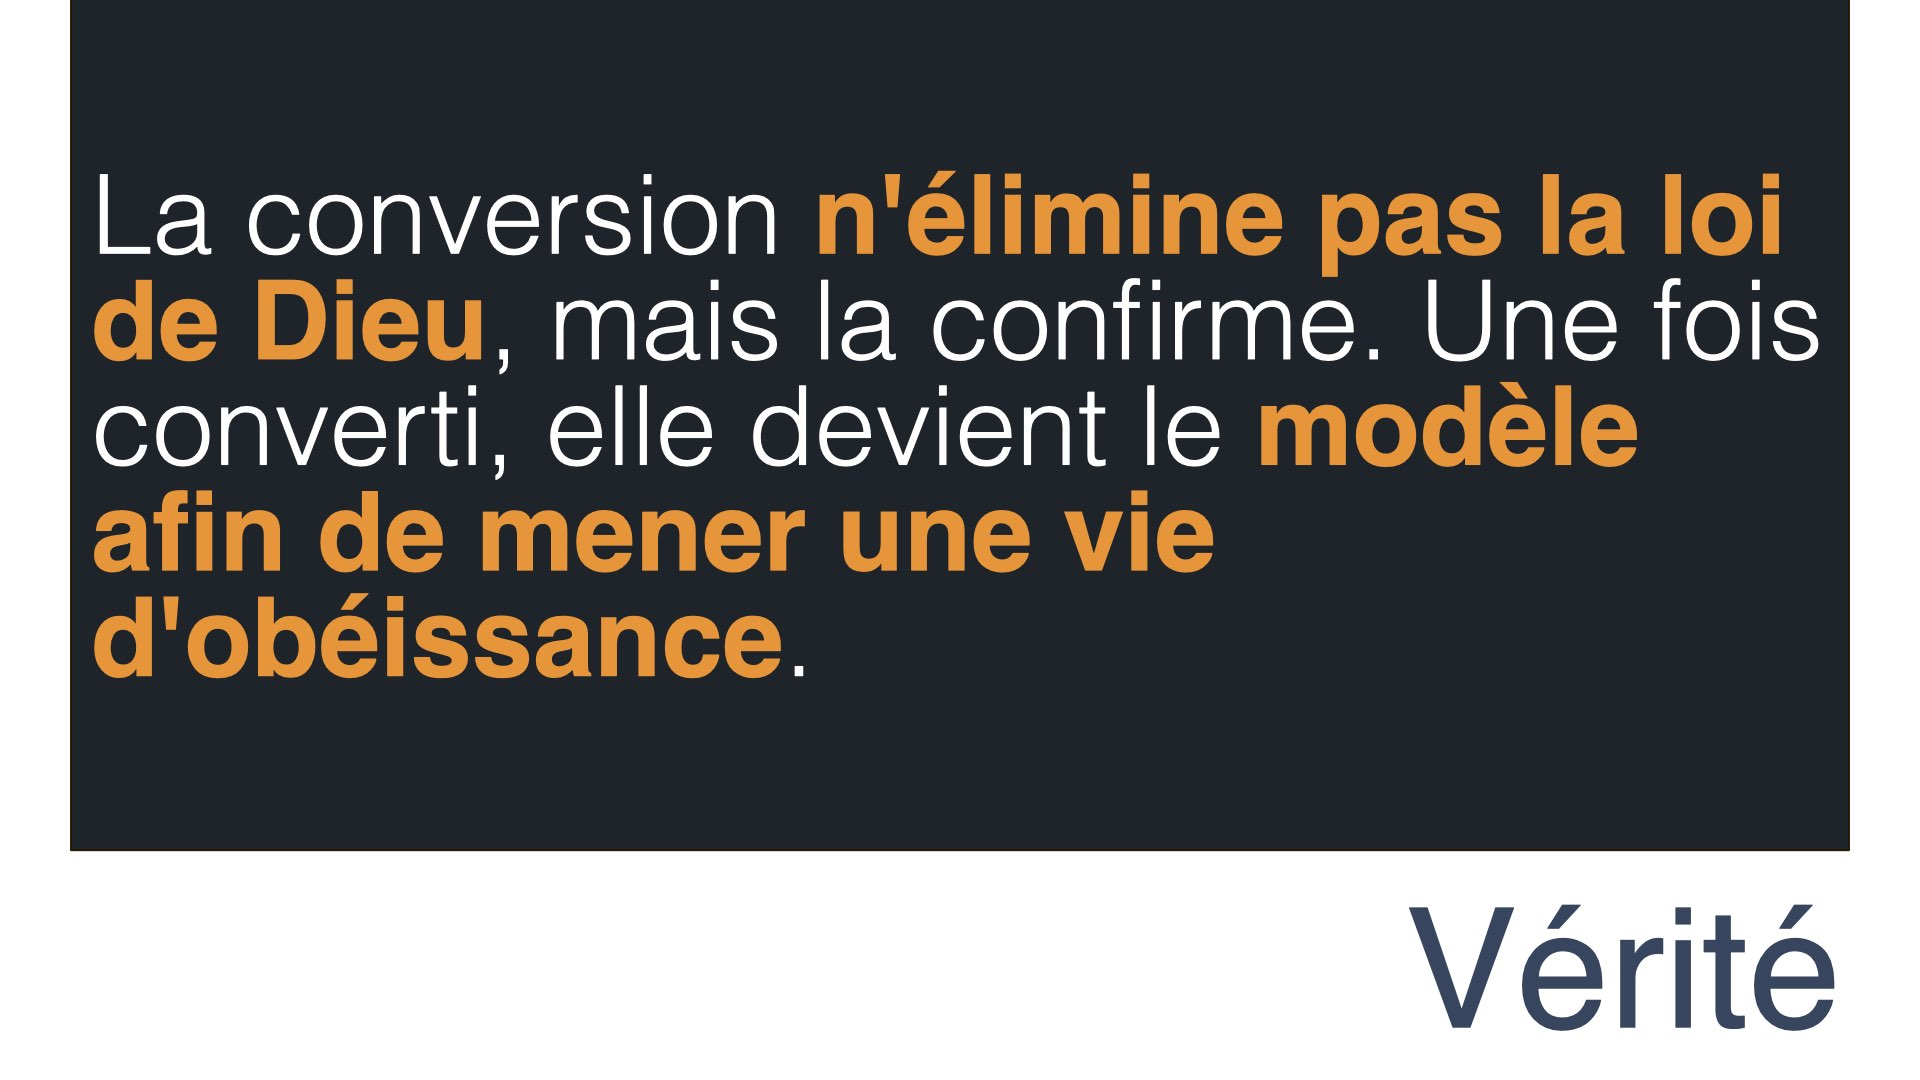 La conversion n'élimine pas la loi
de Dieu, mais la confirme. Une fois
converti, elle devient le modèle
afin de mener une vie
d'obéissance.
Vérité